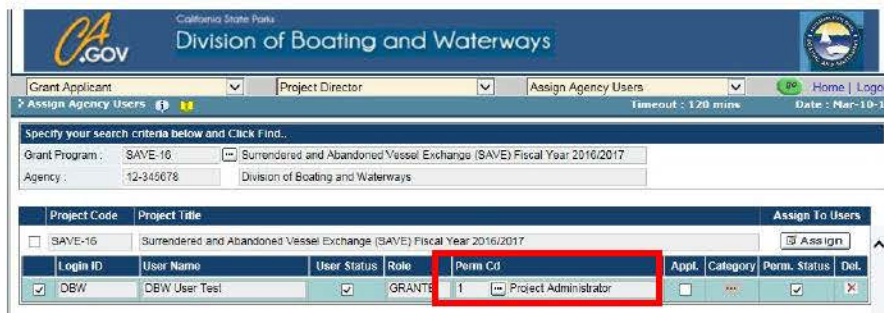 CA.GOV
California State Parks
Division of Boating and Waterways
Grant Applicant Project Director Assign Agency Users go Home | Logo
Assign Agency Users Timeout : 120 mins Date : Mar-10-1
Specify your search criteria below and Click Find..
Grant Program : SAVE-16 ... Surrendered and Abandoned Vessel Exchange (SAVE) Fiscal Year 2016/2017
Agency : 12-345678 Division of Boating and Waterways
Project Code Project Title Assign To Users
SAVE-16 Surrendered and Abandoned Vessel Exchange (SAVE) Fiscal Year 2016/2017 Assign
Login ID User Name User Status Role Perm Cd Appl. Category Perm. Status Del.
DBW DBW User Test GRANTE 1 ... Project Administrator ...